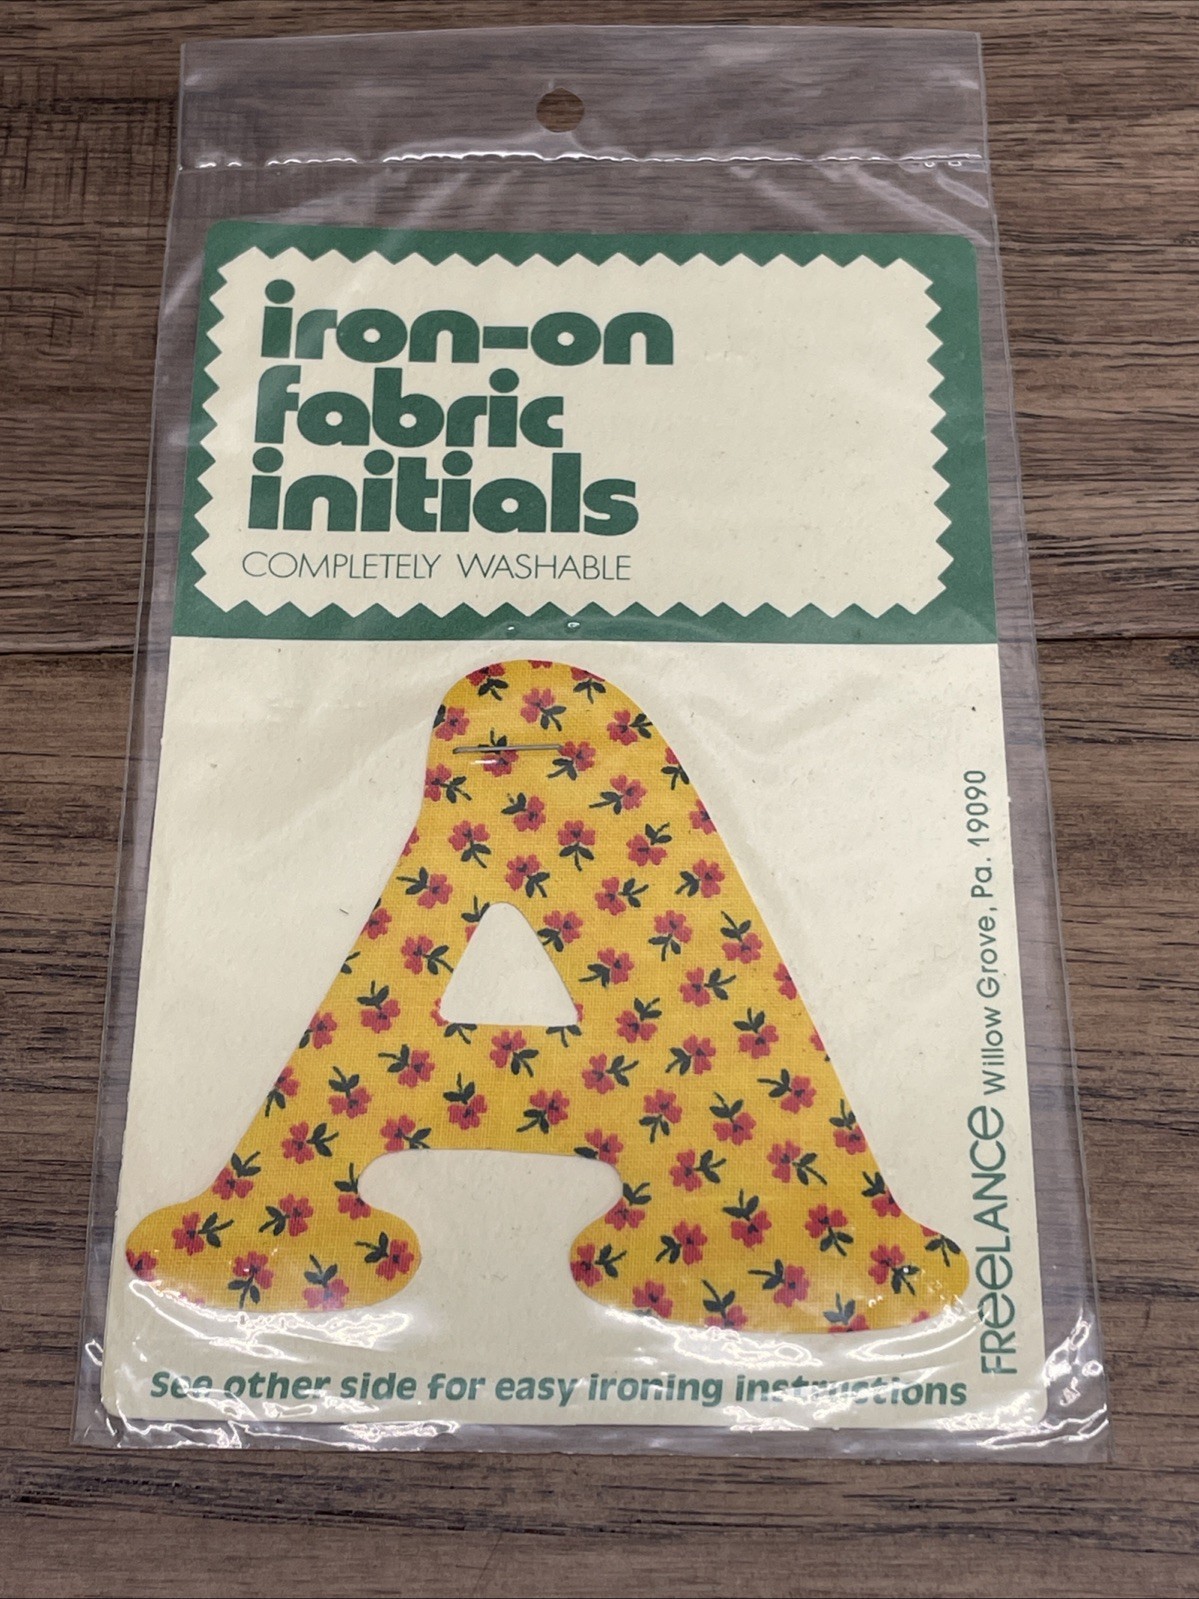 iron-on
fabric
initials
COMPLETELY WASHABLE
A
See other side for easy ironing instructions
FReeLANCe Willow Grove, Pa. 19090